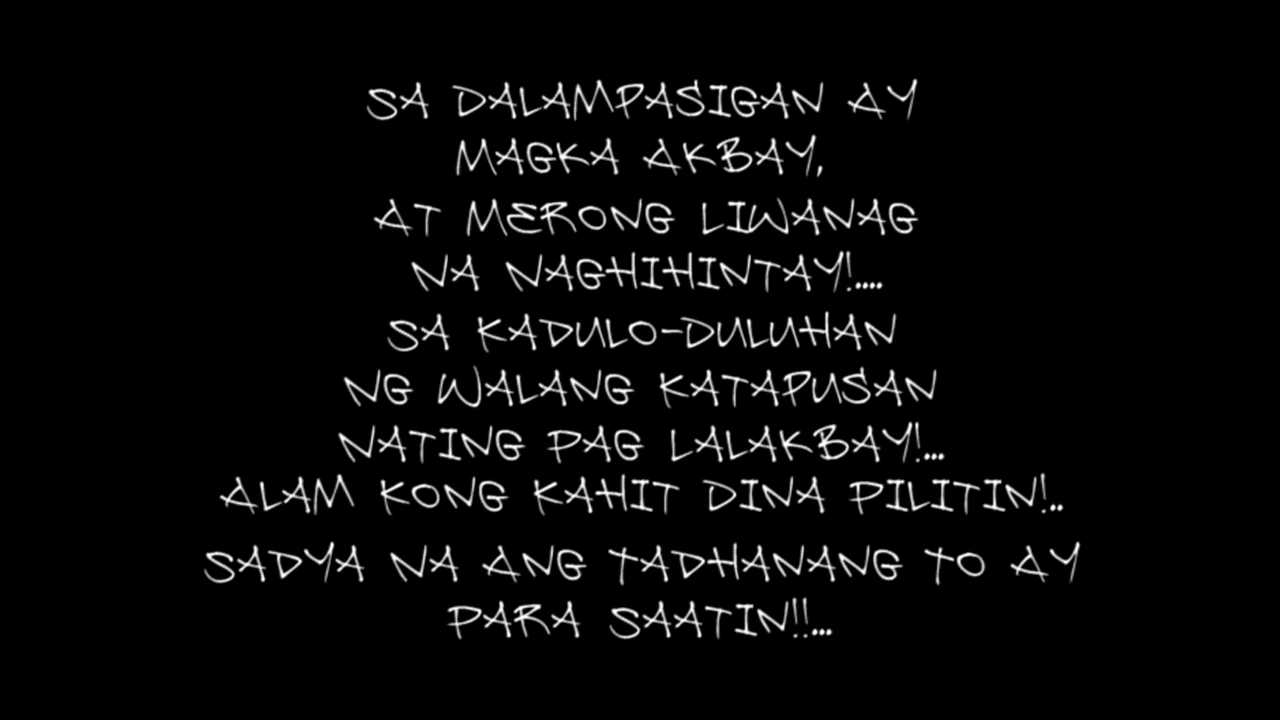 SA DALAMPASIGAN AY
MAGKA AKBAY,
AT MERONG LIWANAG
NA NAGHIHINTAY!....
SA KADULO-DULUHAN
NG WALANG KATAPUSAN
NATING PAG LALAKBAY!...
ALAM KONG KAHIT DINA PILITIN!..
SADYA NA ANG TADHANANG TO AY
PARA SAATIN!!...